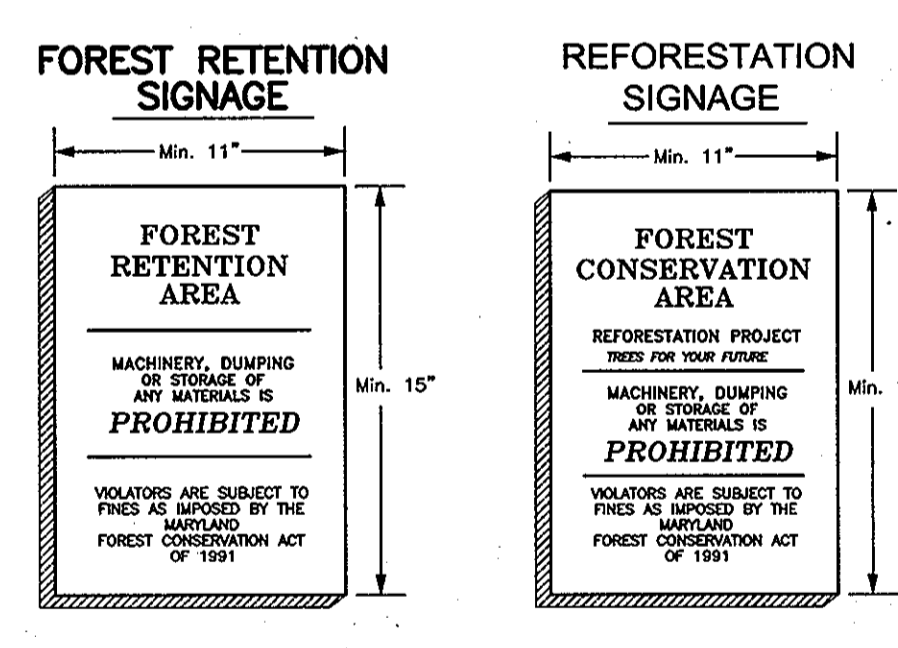 FOREST RETENTION
SIGNAGE
Min. 11"
FOREST
RETENTION
AREA
MACHINERY, DUMPING
OR STORAGE OF
ANY MATERIALS IS
PROHIBITED
VIOLATORS ARE SUBJECT TO
FINES AS IMPOSED BY THE
MARYLAND
FOREST CONSERVATION ACT
OF 1991
Min. 15"
REFORESTATION
SIGNAGE
Min. 11"
FOREST
CONSERVATION
AREA
REFORESTATION PROJECT
TREES FOR YOUR FUTURE
MACHINERY, DUMPING
OR STORAGE OF
ANY MATERIALS IS
PROHIBITED
VIOLATORS ARE SUBJECT TO
FINES AS IMPOSED BY THE
MARYLAND
FOREST CONSERVATION ACT
OF 1991
Min.